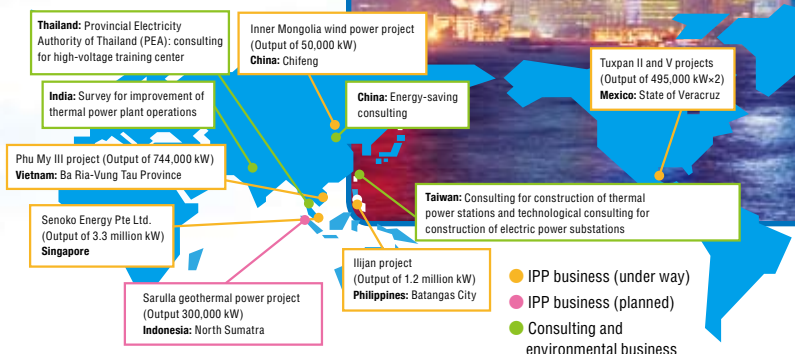 Thailand: Provincial Electricity
Authority of Thailand (PEA): consulting
for high-voltage training center
Inner Mongolia wind power project
(Output of 50,000 kW)
China: Chifeng
Tuxpan II and V projects
(Output of 495,000 kW×2)
Mexico: State of Veracruz
India: Survey for improvement of
thermal power plant operations
China: Energy-saving
consulting
Phu My III project (Output of 744,000 kW)
Vietnam: Ba Ria-Vung Tau Province
Taiwan: Consulting for construction of thermal
power stations and technological consulting for
construction of electric power substations
Senoko Energy Pte Ltd.
(Output of 3.3 million kW)
Singapore
Ilijan project
(Output of 1.2 million kW)
Philippines: Batangas City
Sarulla geothermal power project
(Output 300,000 kW)
Indonesia: North Sumatra
IPP business (under way)
IPP business (planned)
Consulting and
environmental business